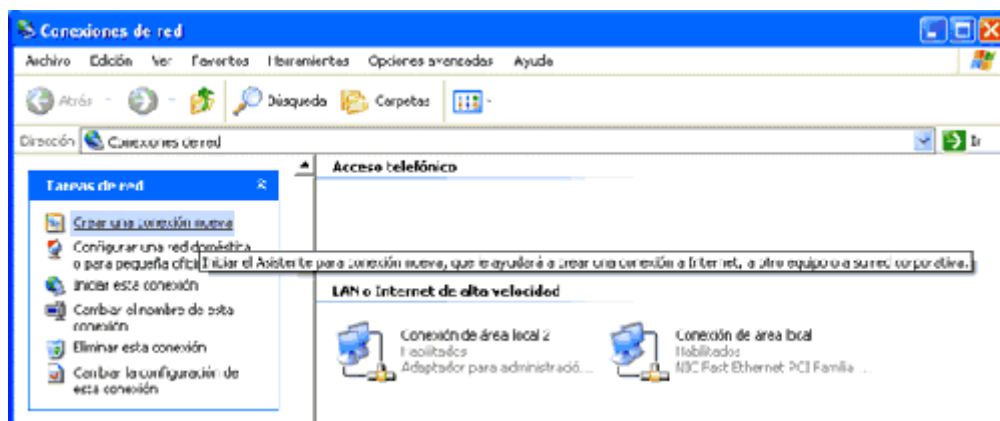 Conexiones de red
Archivo Edición Ver Favoritos Herramientas Opciones avanzadas Ayuda
Atrás Búsqueda Carpetas
Dirección Conexiones de red Ir
Acceso telefónico
Tareas de red
Crear una conexión nueva
Configurar una red doméstica
o para pequeña
Iniciar el Asistente para conexión nueva, que le ayudará a crear una conexión a Internet, a otro equipo o a su red corporativa.
Iniciar esta conexión
LAN o Internet de alta velocidad
Cambiar el nombre de esta
conexión
Eliminar esta conexión
Cambiar la configuración de
esta conexión
Conexión de área local 2
Habilitados
Adaptador para administració...
Conexión de área local
Habilitados
NIC Fast Ethernet PCI Familia ...